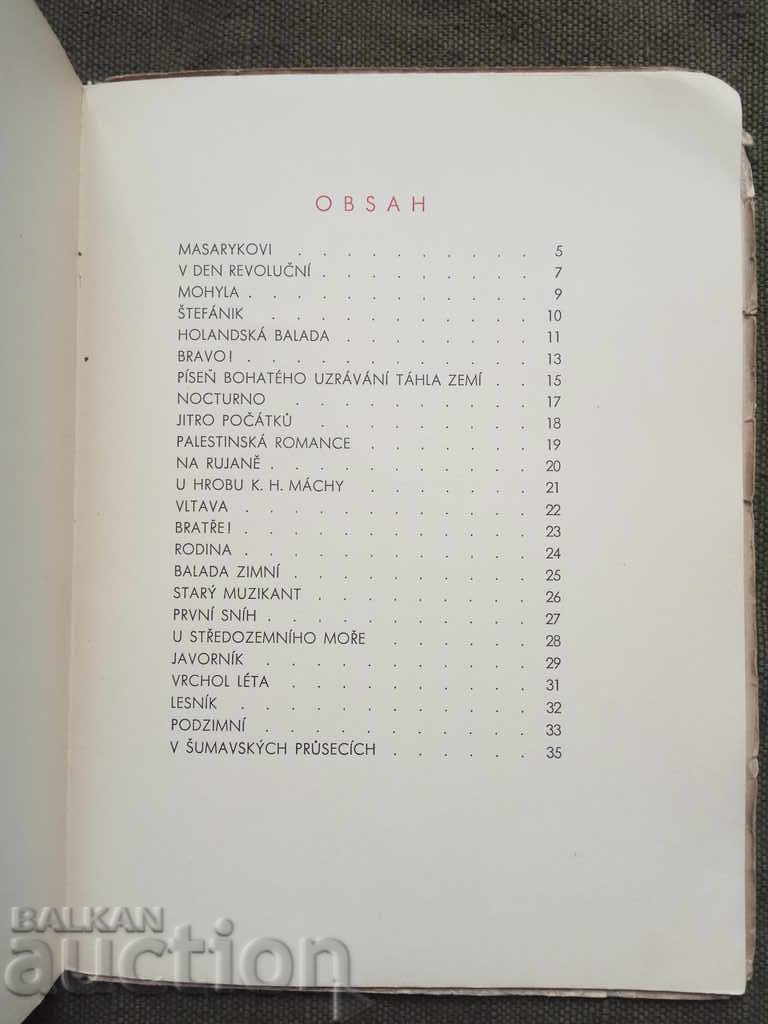 OBSAH
MASARYKOVI . . . . . . . . . . 5
V DEN REVOLUČNÍ . . . . . . . . . 7
MOHYLA . . . . . . . . . . . . 9
ŠTEFÁNIK . . . . . . . . . . . 10
HOLANDSKÁ BALADA . . . . . . . . 11
BRAVO! . . . . . . . . . . . . 13
PÍSEŇ BOHATÉHO UZRÁVÁNÍ TÁHLA ZEMÍ . . 15
NOCTURNO . . . . . . . . . . 17
JITRO POČÁTKŮ . . . . . . . . . 18
PALESTINSKÁ ROMANCE . . . . . . . 19
NA RUJANĚ . . . . . . . . . . . 20
U HROBU K. H. MÁCHY . . . . . . . 21
VLTAVA . . . . . . . . . . . . 22
BRATŘE! . . . . . . . . . . . . 23
RODINA . . . . . . . . . . . . 24
BALADA ZIMNÍ . . . . . . . . . . 25
STARÝ MUZIKANT . . . . . . . . . 26
PRVNÍ SNÍH . . . . . . . . . . . 27
U STŘEDOZEMNÍHO MOŘE . . . . . . 28
JAVORNÍK . . . . . . . . . . . 29
VRCHOL LÉTA . . . . . . . . . . 31
LESNÍK . . . . . . . . . . . . 32
PODZIMNÍ . . . . . . . . . . . 33
V ŠUMAVSKÝCH PRŮSECÍCH . . . . . . 35
BALKAN
auction